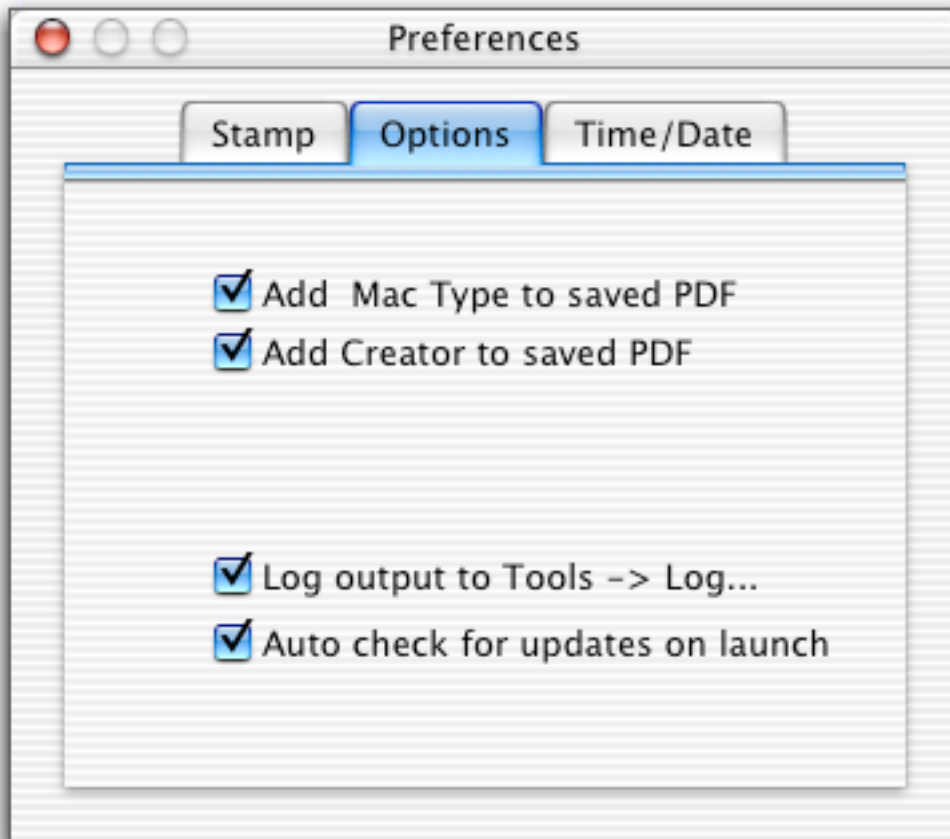 Preferences
Stamp Options Time/Date
Add  Mac Type to saved PDF
Add Creator to saved PDF
Log output to Tools -> Log...
Auto check for updates on launch